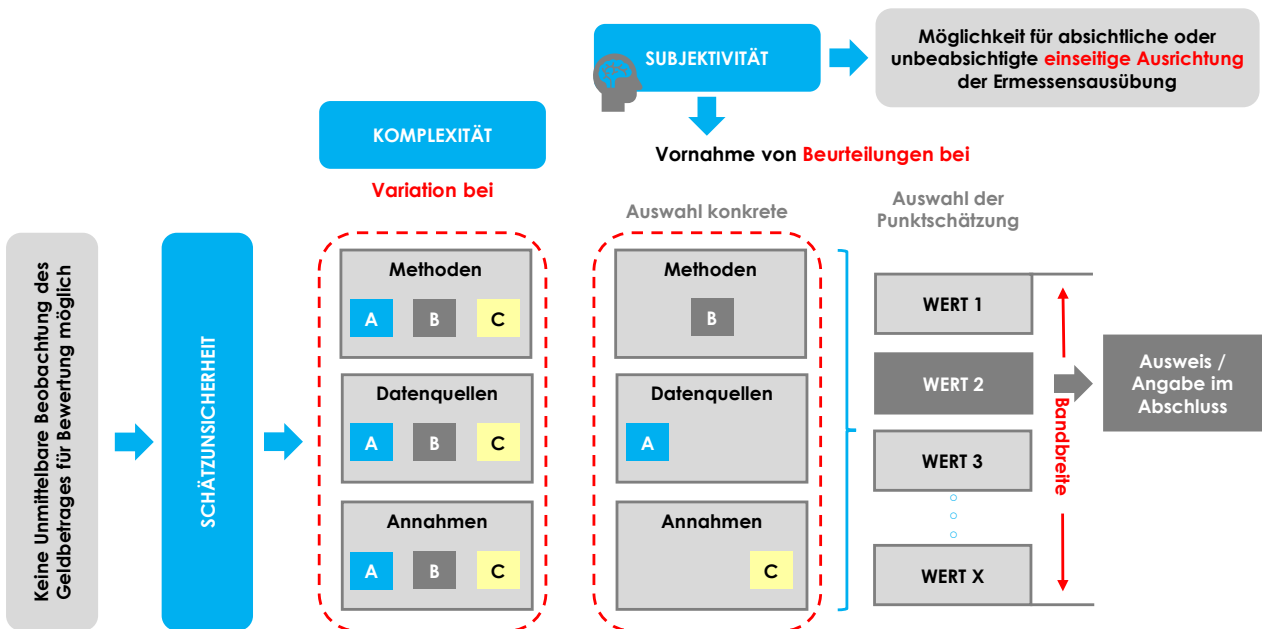 SUBJEKTIVITÄT
Möglichkeit für absichtliche oder
unbeabsichtigte einseitige Ausrichtung
der Ermessensausübung
KOMPLEXITÄT
Vornahme von Beurteilungen bei
Variation bei
Auswahl konkrete
Auswahl der
Punktschätzung
Keine Unmittelbare Beobachtung des
Geldbetrages für Bewertung möglich
SCHÄTZUNSICHERHEIT
Methoden
A B C
Datenquellen
A B C
Annahmen
A B C
Methoden
B
Datenquellen
A
Annahmen
C
WERT 1
WERT 2
WERT 3
WERT X
Bandbreite
Ausweis /
Angabe im
Abschluss